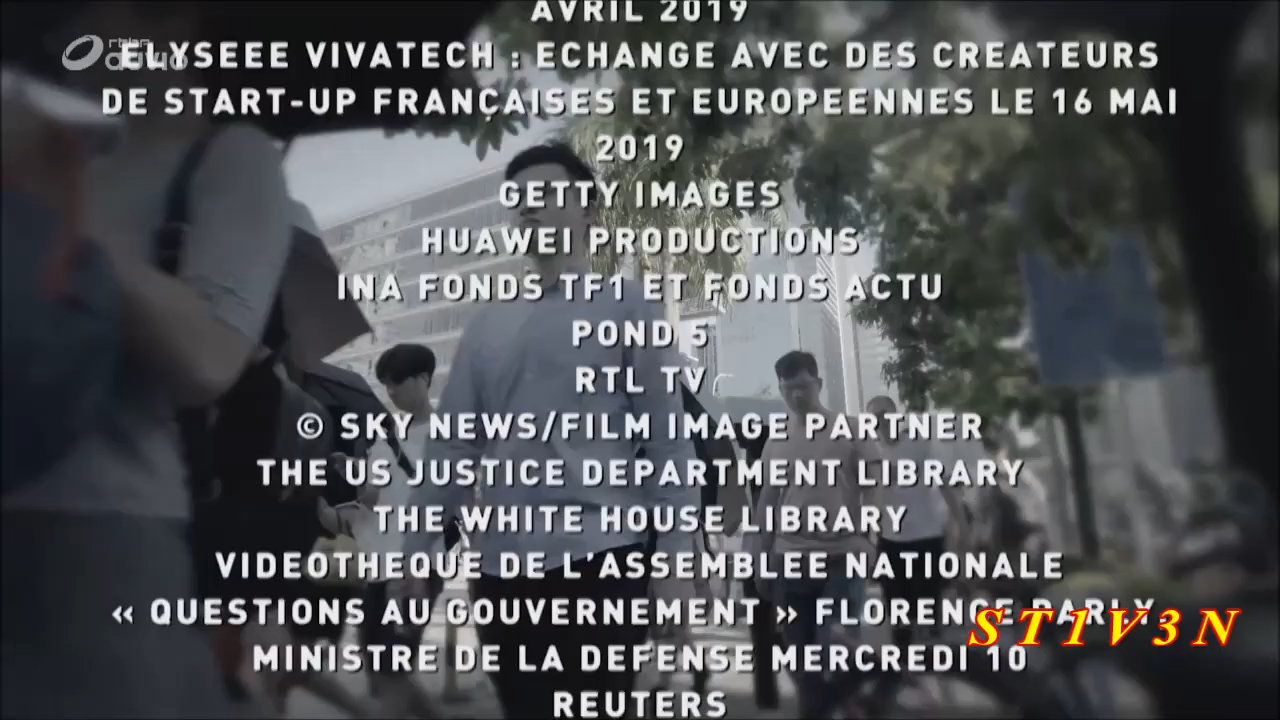 AVRIL 2019
ELYSEEE VIVATECH : ECHANGE AVEC DES CREATEURS
DE START-UP FRANÇAISES ET EUROPEENNES LE 16 MAI
2019
GETTY IMAGES
HUAWEI PRODUCTIONS
INA FONDS TF1 ET FONDS ACTU
POND 5
RTL TV
© SKY NEWS/FILM IMAGE PARTNER
THE US JUSTICE DEPARTMENT LIBRARY
THE WHITE HOUSE LIBRARY
VIDEOTHEQUE DE L'ASSEMBLEE NATIONALE
« QUESTIONS AU GOUVERNEMENT » FLORENCE PARLY
ST1V3N
MINISTRE DE LA DEFENSE MERCREDI 10
REUTERS